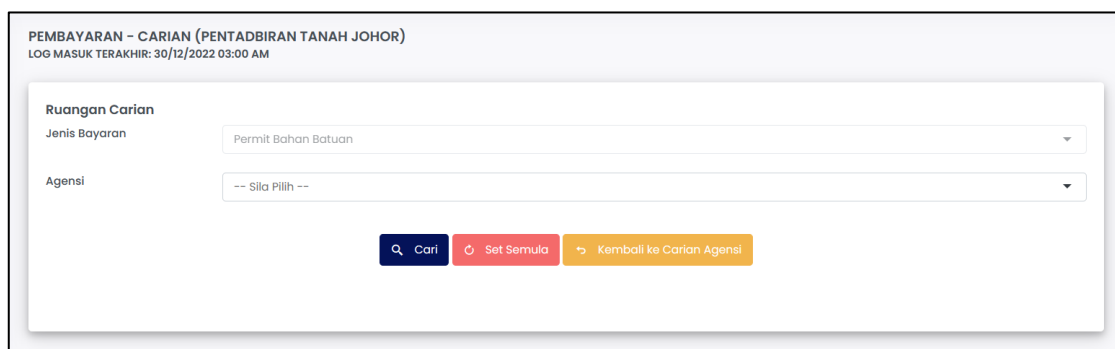 PEMBAYARAN - CARIAN (PENTADBIRAN TANAH JOHOR)
LOG MASUK TERAKHIR: 30/12/2022 03:00 AM
Ruangan Carian
Jenis Bayaran
Permit Bahan Batuan
Agensi
-- Sila Pilih --
Cari
Set Semula
Kembali ke Carian Agensi